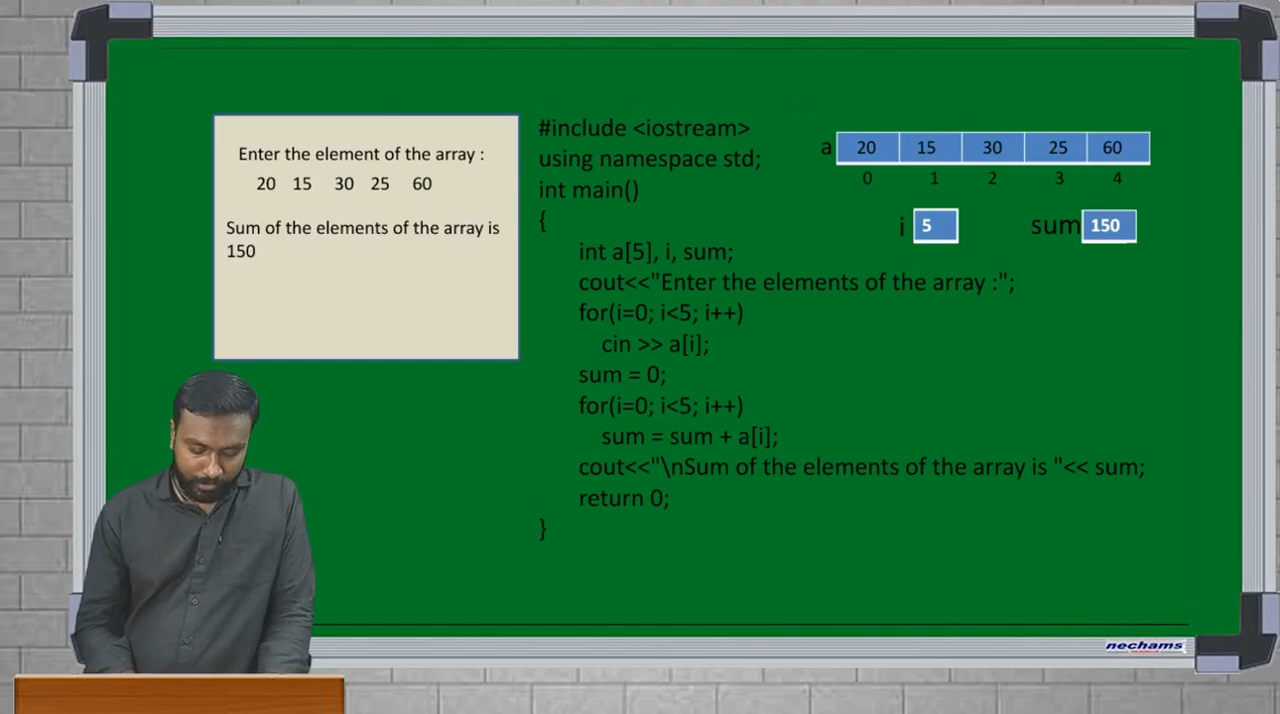 Enter the element of the array :
20 15 30 25 60
Sum of the elements of the array is
150
#include <iostream>
using namespace std;
int main()
{
int a[5], i, sum;
cout<<"Enter the elements of the array :";
for(i=0; i<5; i++)
cin >> a[i];
sum = 0;
for(i=0; i<5; i++)
sum = sum + a[i];
cout<<"\nSum of the elements of the array is "<< sum;
return 0;
}
a 20 15 30 25 60
0 1 2 3 4
i 5 sum 150
nechams